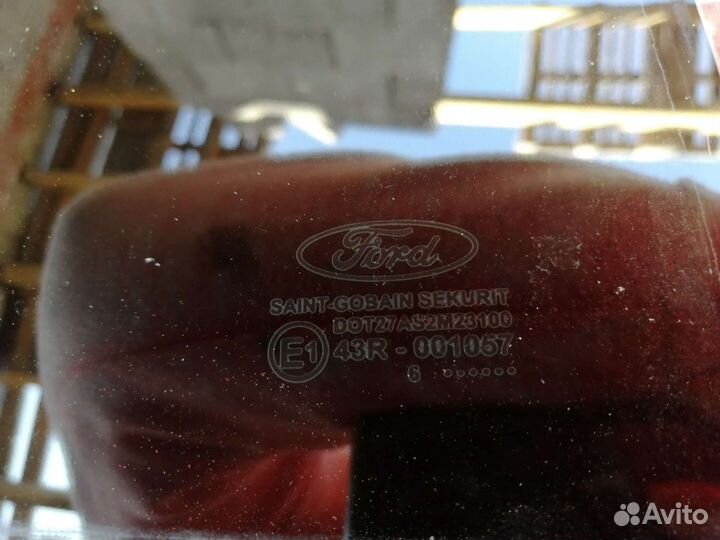 Ford
SAINT-GOBAIN SEKURIT
DOT27 AS2M23100
E1 43R - 001057
6 ••••••
Avito